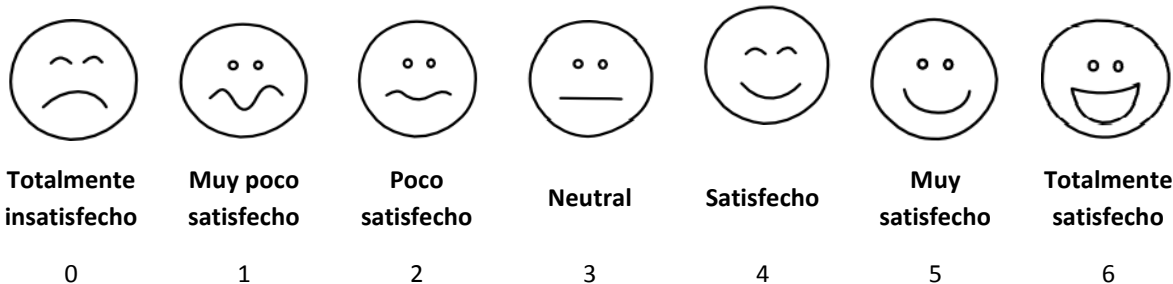 Totalmente insatisfecho
Muy poco satisfecho
Poco satisfecho
Neutral
Satisfecho
Muy satisfecho
Totalmente satisfecho
0 1 2 3 4 5 6